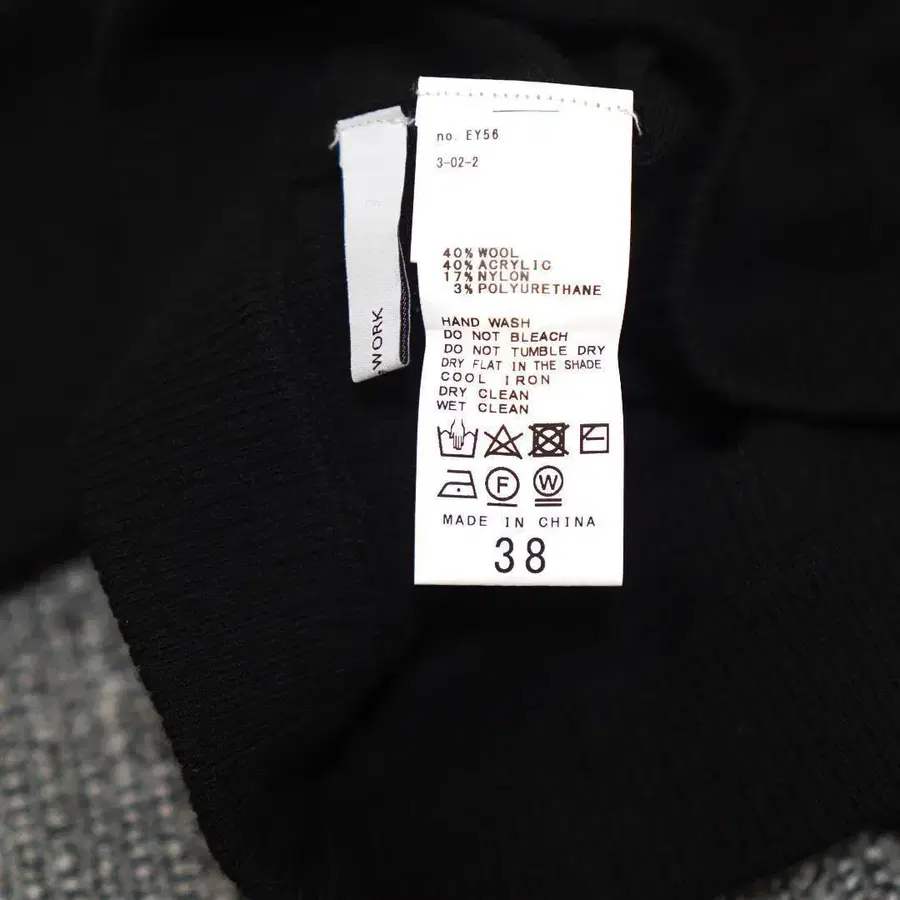 no. EY56
3-02-2
40% WOOL
40% ACRYLIC
17% NYLON
3% POLYURETHANE
HAND WASH
DO NOT BLEACH
DO NOT TUMBLE DRY
DRY FLAT IN THE SHADE
COOL IRON
DRY CLEAN
WET CLEAN
F W
MADE IN CHINA
38
WORK